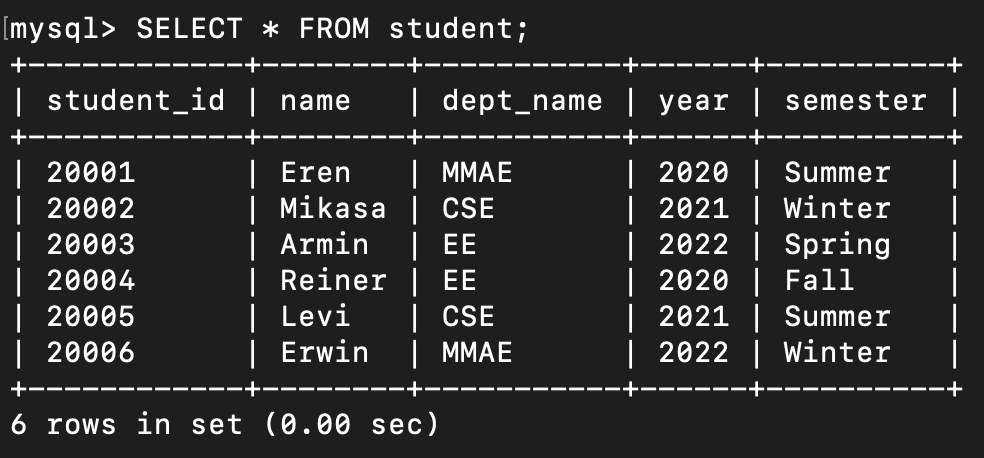 mysql> SELECT * FROM student;
+------------+---------+-----------+------+----------+
| student_id | name    | dept_name | year | semester |
+------------+---------+-----------+------+----------+
| 20001      | Eren    | MMAE      | 2020 | Summer   |
| 20002      | Mikasa  | CSE       | 2021 | Winter   |
| 20003      | Armin   | EE        | 2022 | Spring   |
| 20004      | Reiner  | EE        | 2020 | Fall     |
| 20005      | Levi    | CSE       | 2021 | Summer   |
| 20006      | Erwin   | MMAE      | 2022 | Winter   |
+------------+---------+-----------+------+----------+
6 rows in set (0.00 sec)